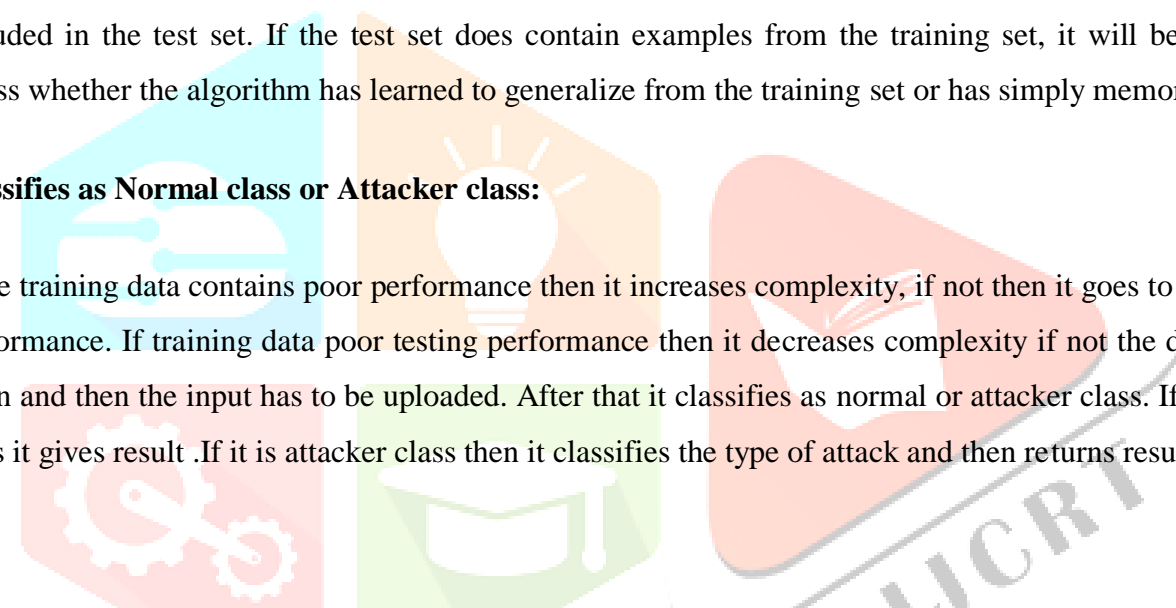 uded in the test set. If the test set does contain examples from the training set, it will be
ss whether the algorithm has learned to generalize from the training set or has simply memor
ssifies as Normal class or Attacker class:
e training data contains poor performance then it increases complexity, if not then it goes to
ormance. If training data poor testing performance then it decreases complexity if not the d
n and then the input has to be uploaded. After that it classifies as normal or attacker class. If
s it gives result .If it is attacker class then it classifies the type of attack and then returns resu
IJCRT